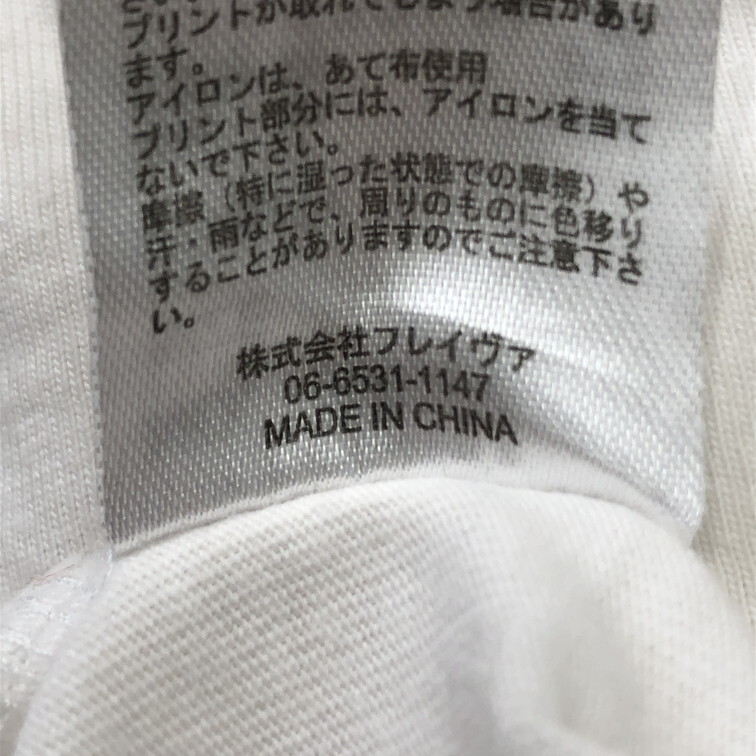 プリントが取れてしまう場合があり
ます。
アイロンは、あて布使用
プリント部分には、アイロンを当て
ないで下さい。
摩擦（特に湿った状態での摩擦）や
汗・雨などで、周りのものに色移り
することがありますのでご注意下さ
い。
株式会社フレイヴァ
06-6531-1147
MADE IN CHINA